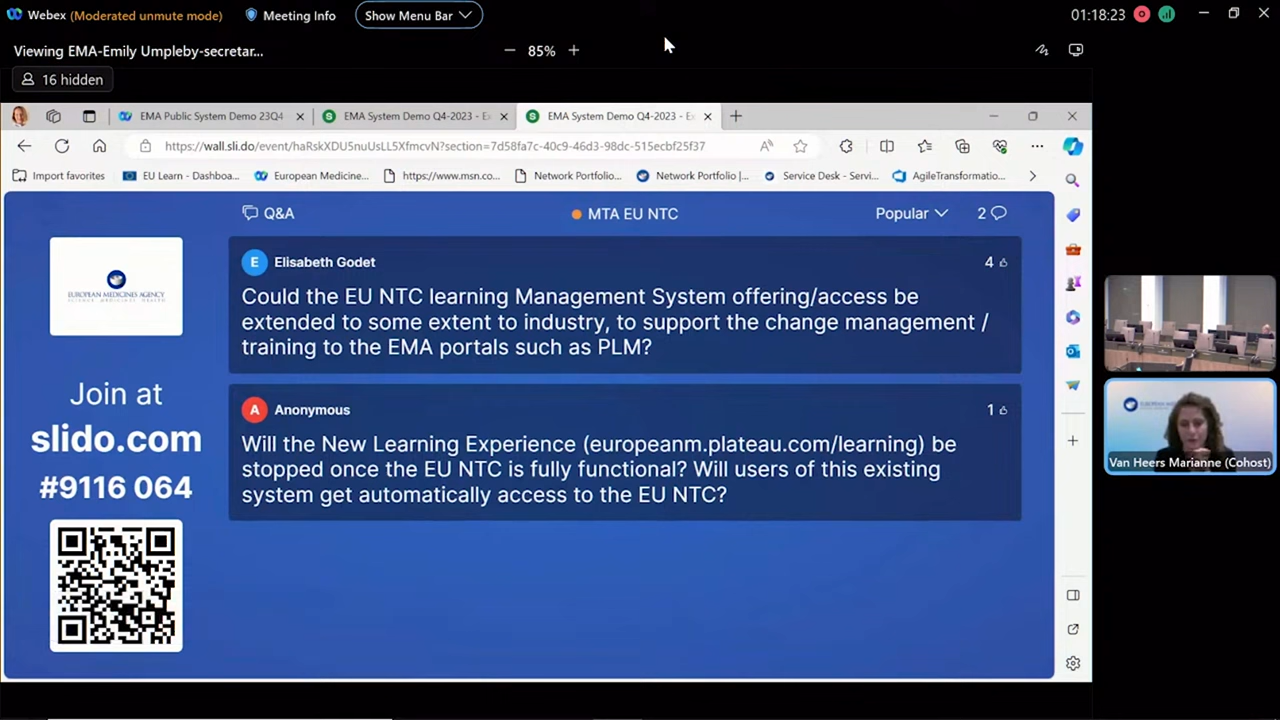 Webex (Moderated unmute mode) Meeting Info Show Menu Bar 01:18:23
Viewing EMA-Emily Umpleby-secretar... 85%
16 hidden
EMA Public System Demo 23Q4 EMA System Demo Q4-2023 - E EMA System Demo Q4-2023 - E
https://wall.sli.do/event/haRskXDU5nuUsLL5XfmcvN?section=7d58fa7c-40c9-46d3-98dc-515ecbf25f37
Import favorites EU Learn - Dashboa... European Medicine... https://www.msn.co... Network Portfolio... Network Portfolio |... Service Desk - Servi... AgileTransformatio...
Q&A MTA EU NTC Popular 2
EUROPEAN MEDICINES AGENCY
SCIENCE MEDICINES HEALTH
Join at
slido.com
#9116 064
E Elisabeth Godet 4
Could the EU NTC learning Management System offering/access be
extended to some extent to industry, to support the change management /
training to the EMA portals such as PLM?
A Anonymous 1
Will the New Learning Experience (europeanm.plateau.com/learning) be
stopped once the EU NTC is fully functional? Will users of this existing
system get automatically access to the EU NTC?
Van Heers Marianne (Cohost)